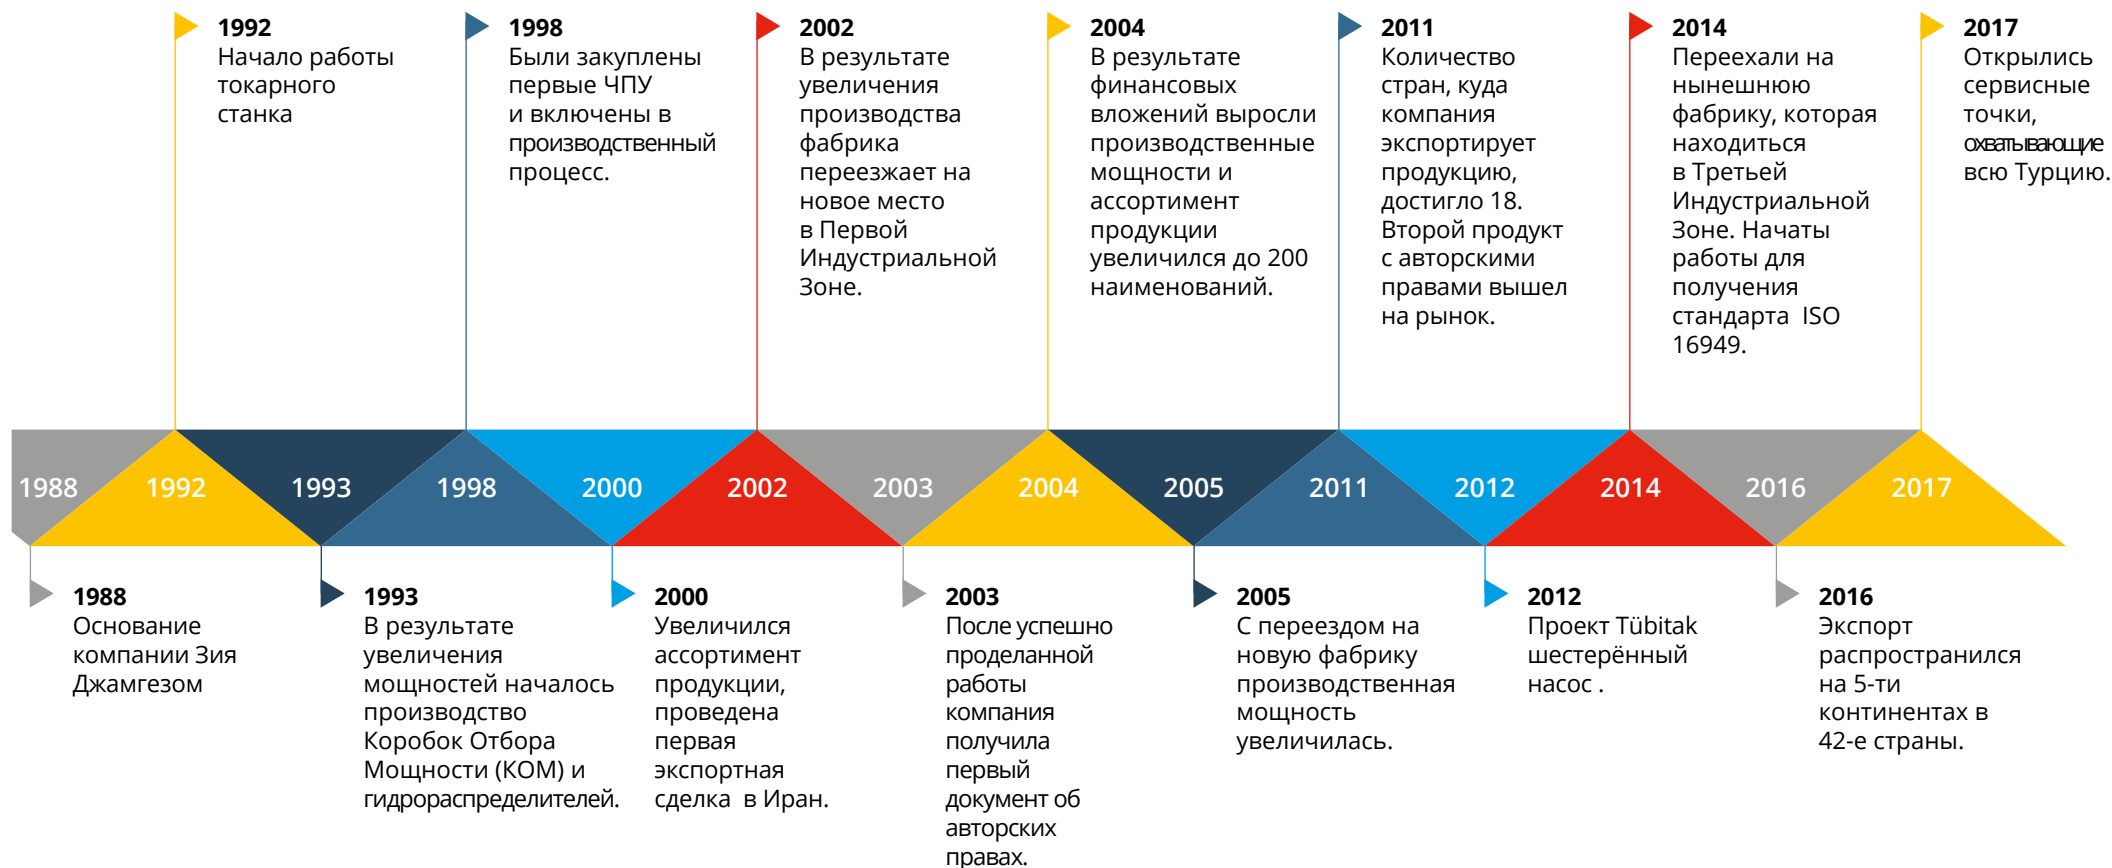 1992
Начало работы
токарного
станка
1998
Были закуплены
первые ЧПУ
и включены в
производственный
процесс.
2002
В результате
увеличения
производства
фабрика
переезжает на
новое место
в Первой
Индустриальной
Зоне.
2004
В результате
финансовых
вложений выросли
производственные
мощности и
ассортимент
продукции
увеличился до 200
наименований.
2011
Количество
стран, куда
компания
экспортирует
продукцию,
достигло 18.
Второй продукт
с авторскими
правами вышел
на рынок.
2014
Переехали на
нынешнюю
фабрику, которая
находиться
в Третьей
Индустриальной
Зоне. Начаты
работы для
получения
стандарта ISO
16949.
2017
Открылись
сервисные
точки,
охватывающие
всю Турцию.
1988 1992 1993 1998 2000 2002 2003 2004 2005 2011 2012 2014 2016 2017
1988
Основание
компании Зия
Джамгезом
1993
В результате
увеличения
мощностей началось
производство
Коробок Отбора
Мощности (КОМ) и
гидрораспределителей.
2000
Увеличился
ассортимент
продукции,
проведена
первая
экспортная
сделка в Иран.
2003
После успешно
проделанной
работы
компания
получила
первый
документ об
авторских
правах.
2005
С переездом на
новую фабрику
производственная
мощность
увеличилась.
2012
Проект Tübitak
шестерённый
насос .
2016
Экспорт
распространился
на 5-ти
континентах в
42-е страны.